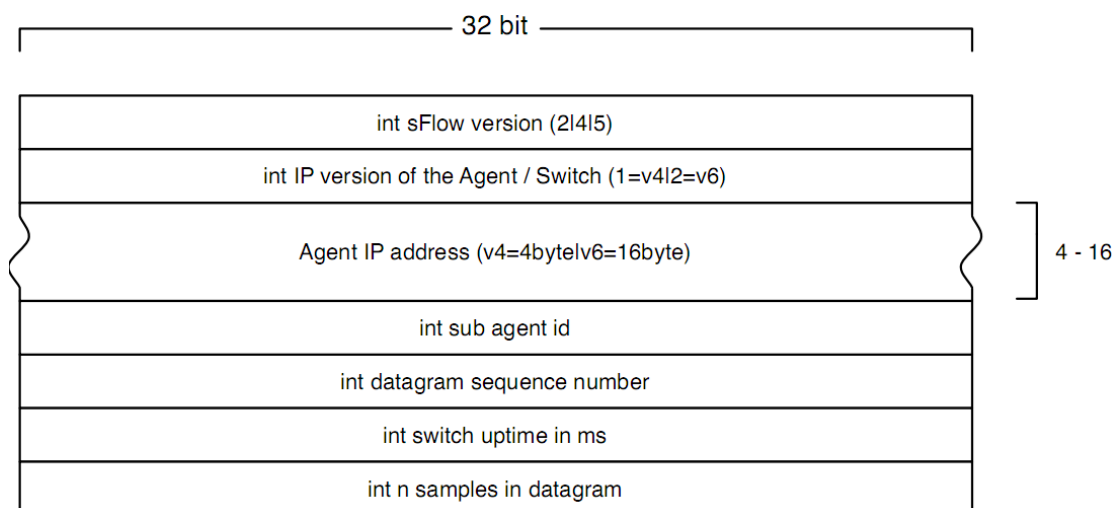 32 bit
int sFlow version (2|4|5)
int IP version of the Agent / Switch (1=v4|2=v6)
Agent IP address (v4=4byte|v6=16byte)
4 - 16
int sub agent id
int datagram sequence number
int switch uptime in ms
int n samples in datagram